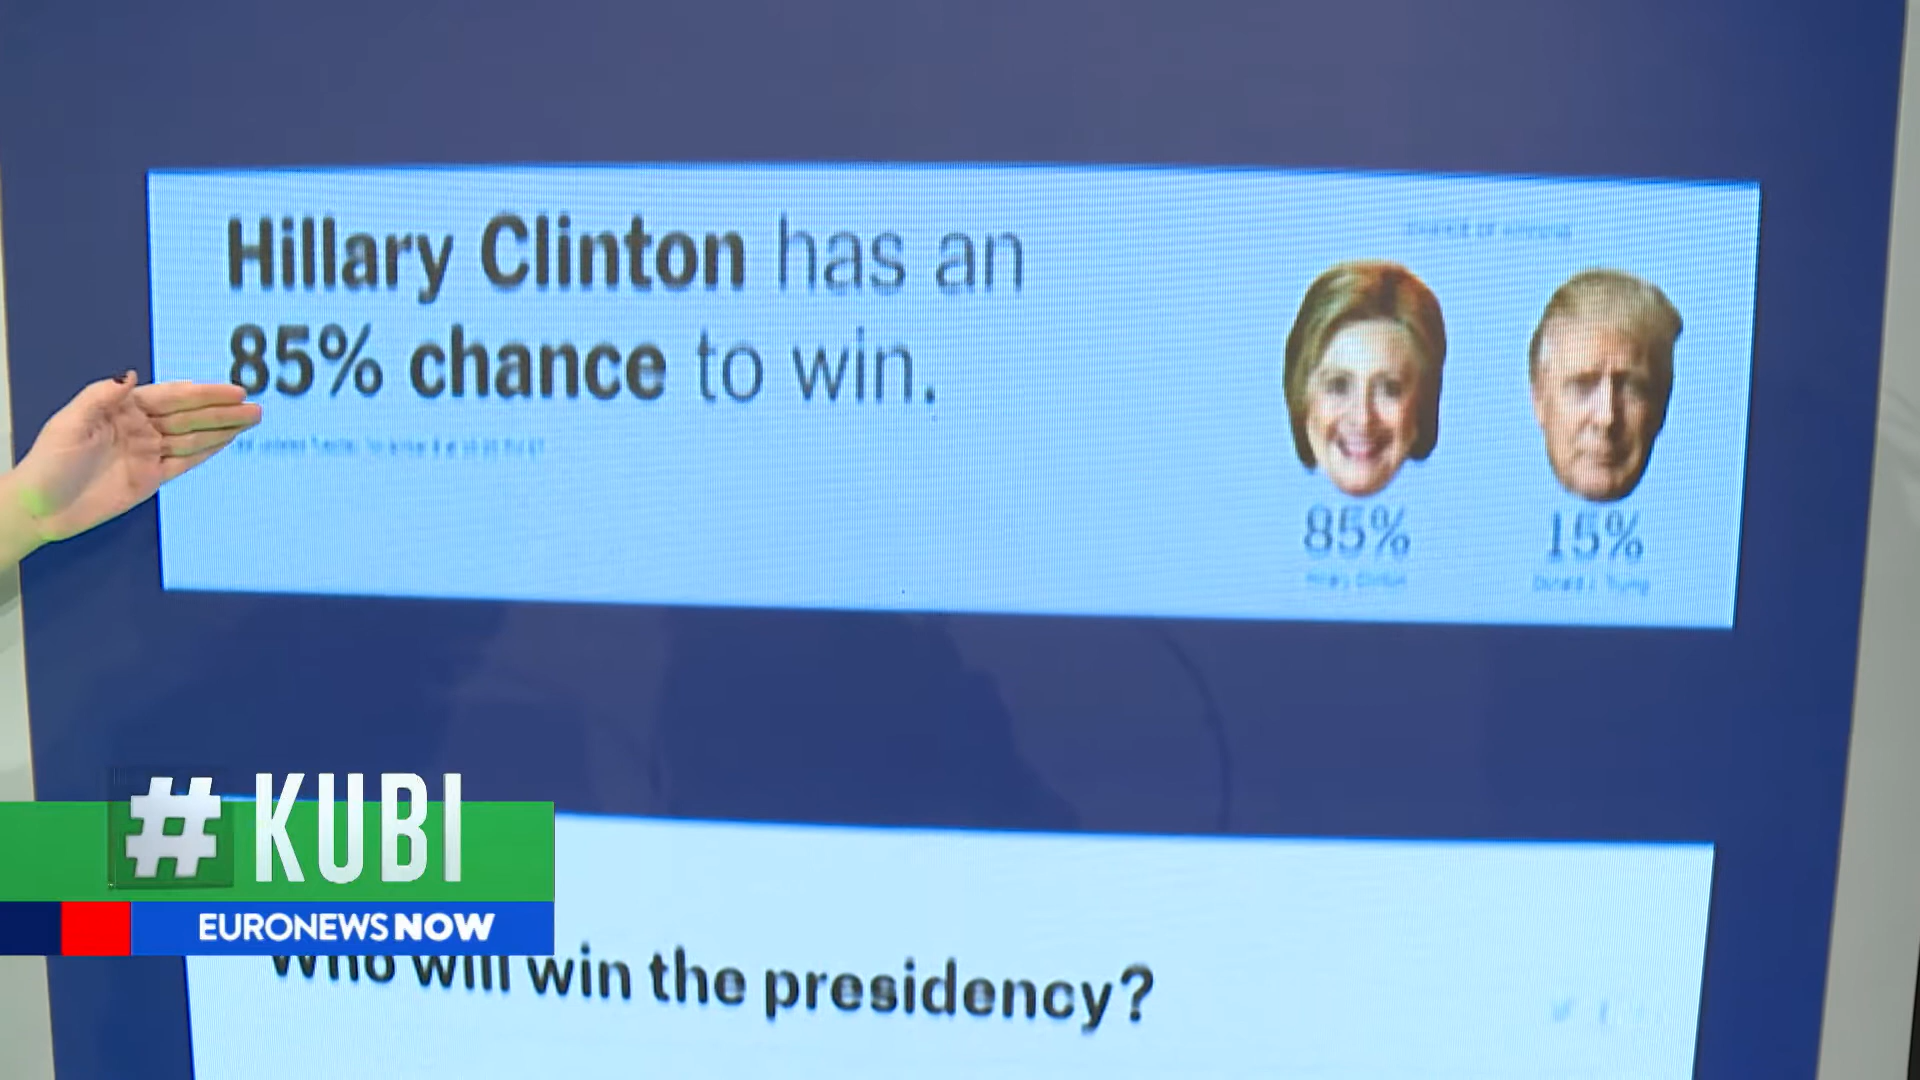 Hillary Clinton has an
85% chance to win.
85%
15%
# KUBI
EURONEWS NOW
Who will win the presidency?